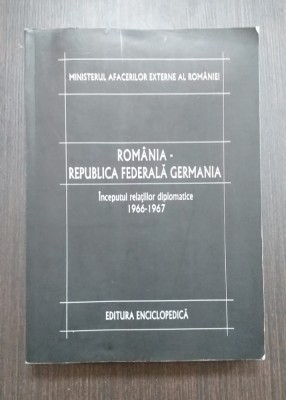 MINISTERUL AFACERILOR EXTERNE AL ROMÂNIEI
ROMÂNIA -
REPUBLICA FEDERALĂ GERMANIA
Începutul relațiilor diplomatice
1966-1967
EDITURA ENCICLOPEDICĂ